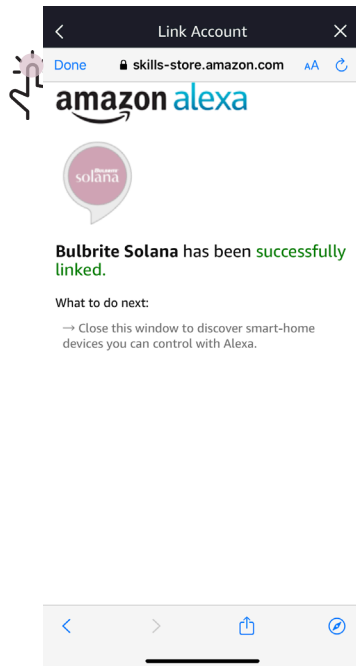 Link Account
Done skills-store.amazon.com AA
amazon alexa
solana
Bulbrite Solana has been successfully
linked.
What to do next:
→ Close this window to discover smart-home
devices you can control with Alexa.